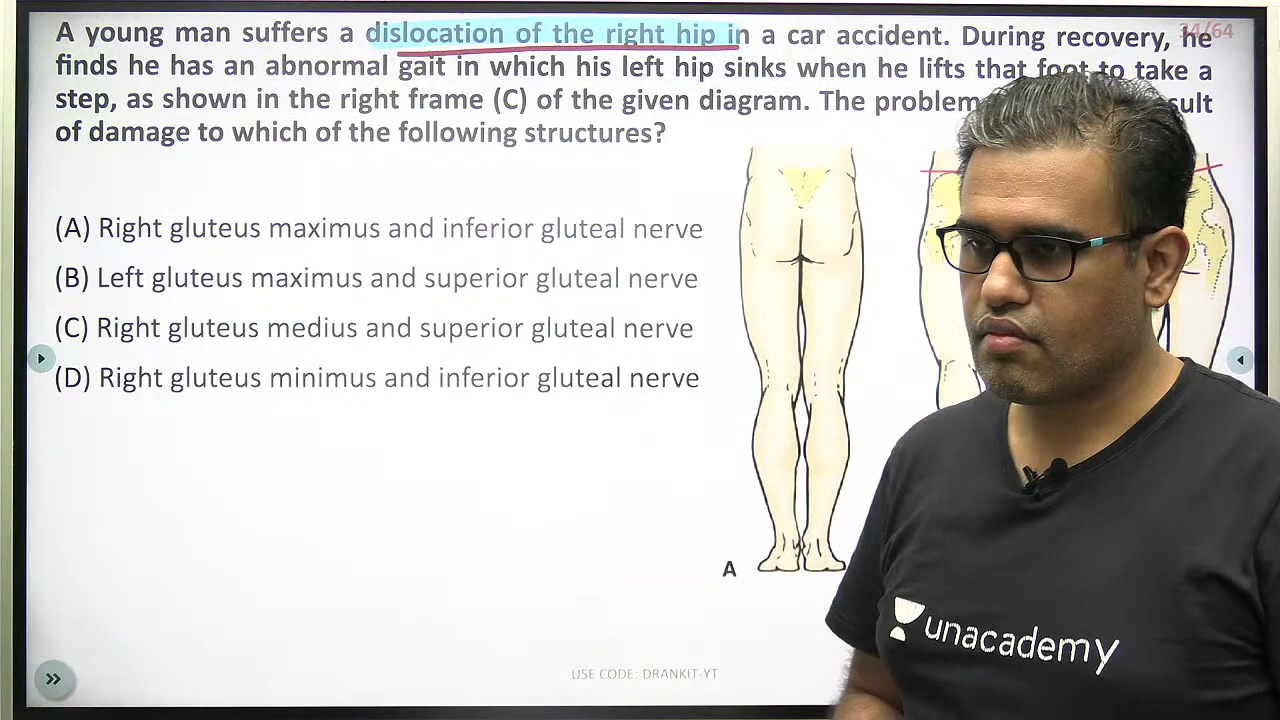 A young man suffers a dislocation of the right hip in a car accident. During recovery, he
finds he has an abnormal gait in which his left hip sinks when he lifts that foot to take a
step, as shown in the right frame (C) of the given diagram. The problem
sult
of damage to which of the following structures?
34/64
(A) Right gluteus maximus and inferior gluteal nerve
(B) Left gluteus maximus and superior gluteal nerve
(C) Right gluteus medius and superior gluteal nerve
(D) Right gluteus minimus and inferior gluteal nerve
A
unacademy
USE CODE: DRANKIT-YT